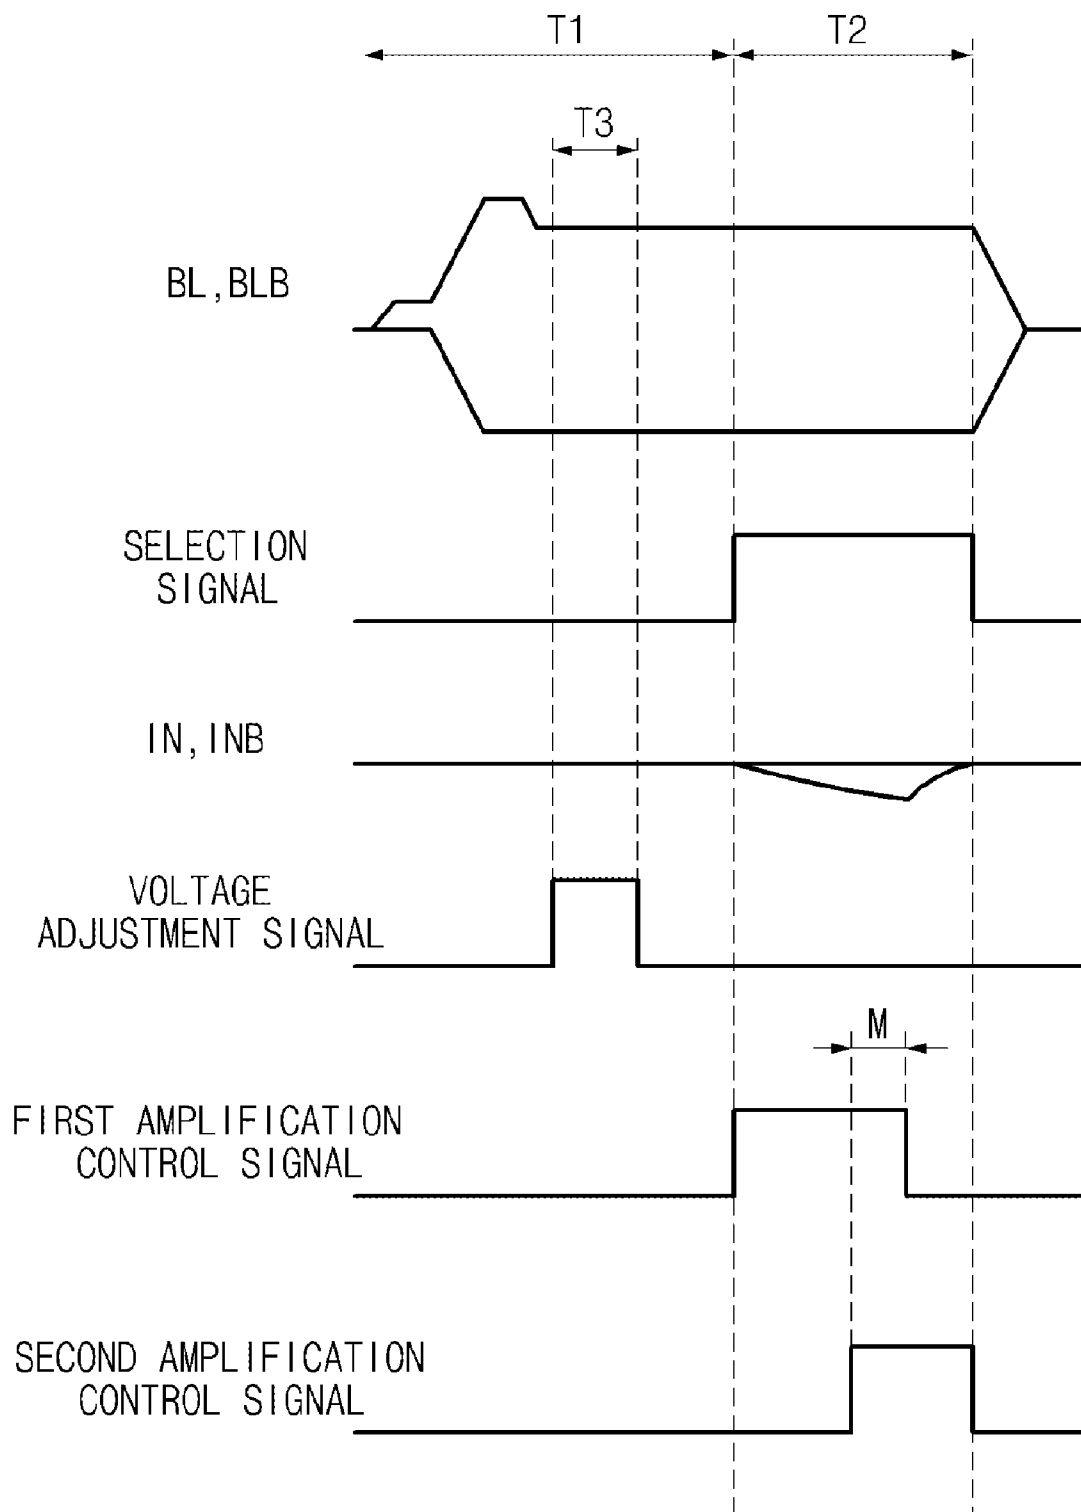 T1
T2
T3
BL,BLB
SELECTION
SIGNAL
IN,INB
VOLTAGE
ADJUSTMENT SIGNAL
M
FIRST AMPLIFICATION
CONTROL SIGNAL
SECOND AMPLIFICATION
CONTROL SIGNAL